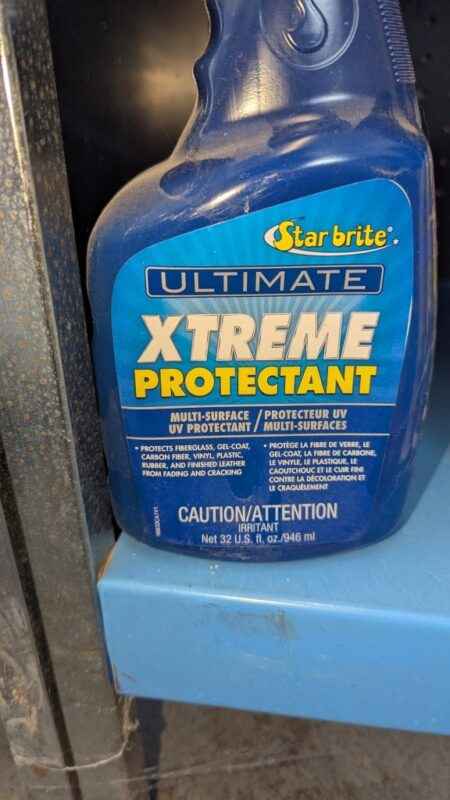 Star brite®
ULTIMATE
XTREME
PROTECTANT
MULTI-SURFACE
UV PROTECTANT
PROTECTEUR UV
MULTI-SURFACES
• PROTECTS FIBERGLASS, GEL-COAT,
CARBON FIBER, VINYL, PLASTIC,
RUBBER, AND FINISHED LEATHER
FROM FADING AND CRACKING
• PROTÈGE LA FIBRE DE VERRE, LE
GEL-COAT, LA FIBRE DE CARBONE,
LE VINYLE, LE PLASTIQUE, LE
CAOUTCHOUC ET LE CUIR FINI
CONTRE LA DÉCOLORATION ET
LE CRAQUÈLEMENT
CAUTION/ATTENTION
IRRITANT
Net 32 U.S. fl. oz./946 ml